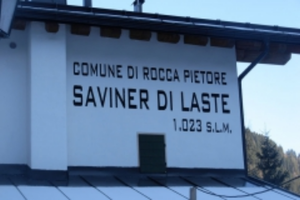 COMUNE DI ROCCA PIETORE
SAVINER DI LASTE
1.023 S.L.M.